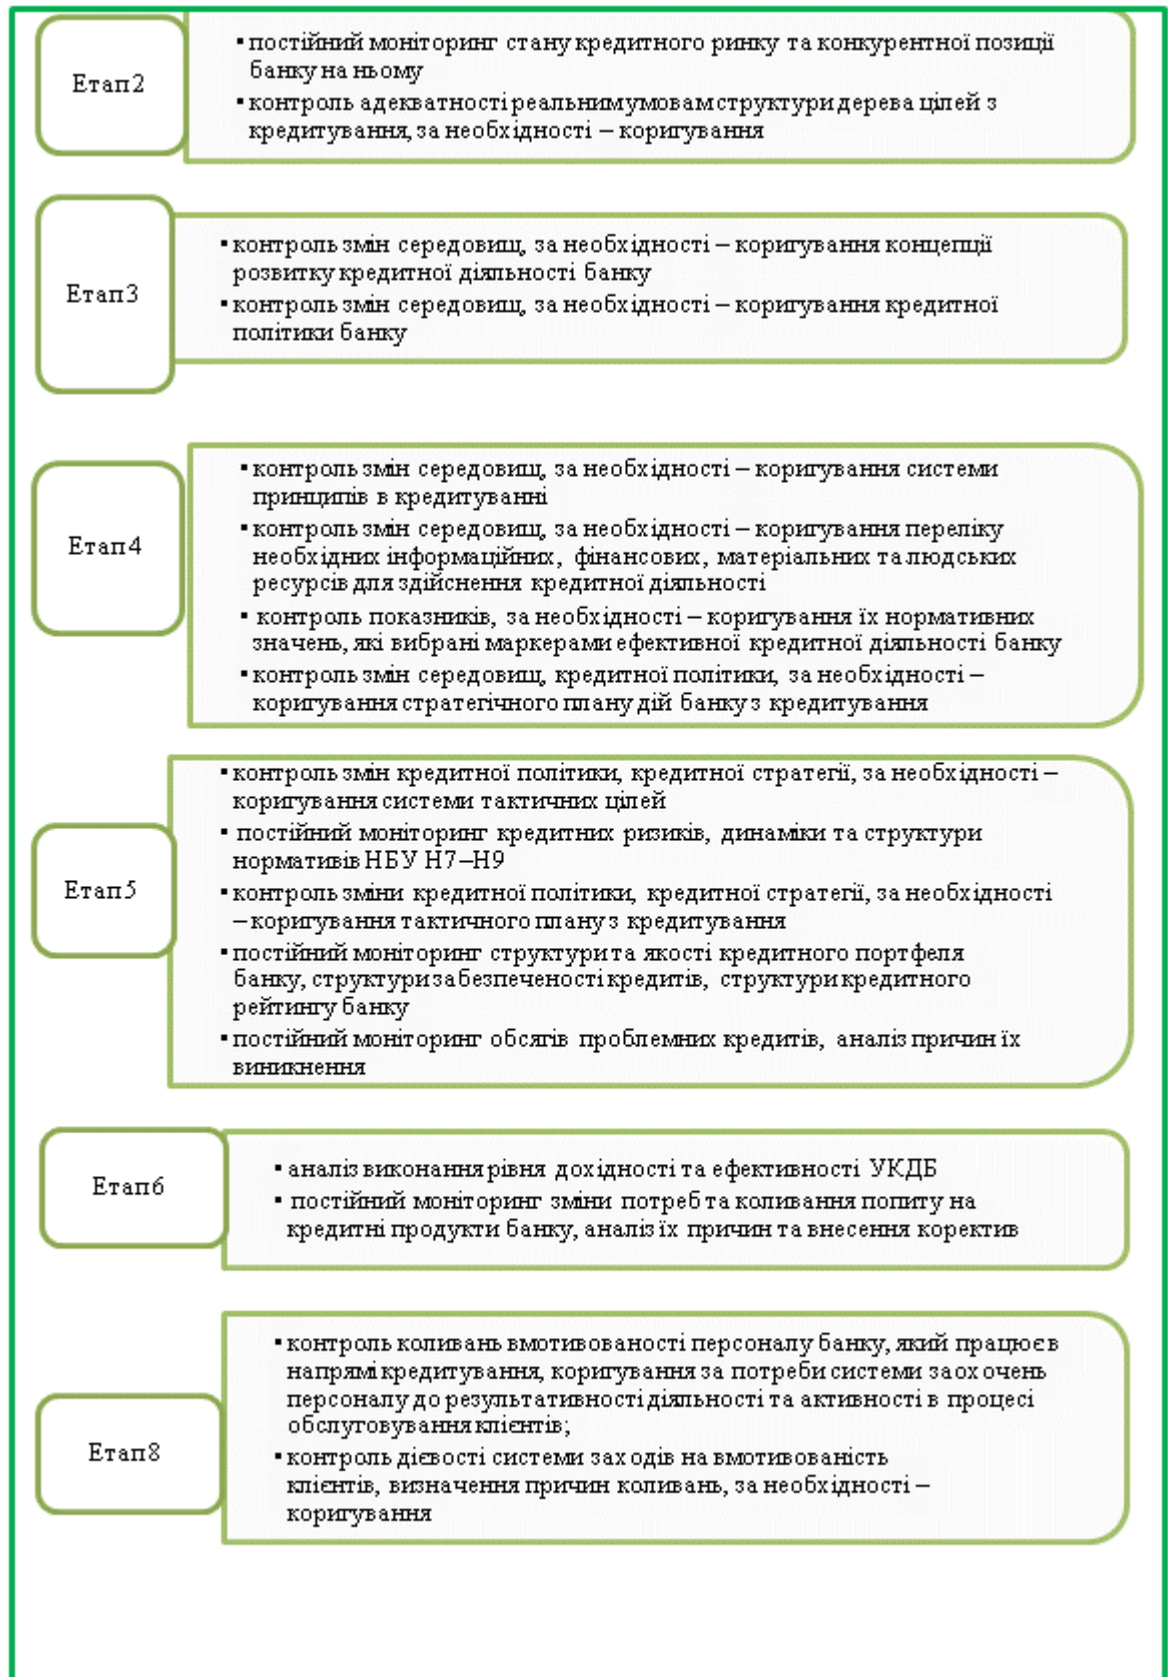 Етап2
▪ постійний моніторинг стану кредитного ринку та конкурентної позиції
банку на ньому
▪ контроль адекватності реальним умовам структури дерева цілей з
кредитування, за необхідності – коригування
Етап3
▪ контроль змін середовищ, за необхідності – коригування концепції
розвитку кредитної діяльності банку
▪ контроль змін середовищ, за необхідності – коригування кредитної
політики банку
Етап4
▪ контроль змін середовищ, за необхідності – коригування системи
принципів в кредитуванні
▪ контроль змін середовищ, за необхідності – коригування переліку
необхідних інформаційних, фінансових, матеріальних та людських
ресурсів для здійснення кредитної діяльності
▪ контроль показників, за необхідності – коригування їх нормативних
значень, які вибрані маркерами ефективної кредитної діяльності банку
▪ контроль змін середовищ, кредитної політики, за необхідності –
коригування стратегічного плану дій банку з кредитування
Етап5
▪ контроль змін кредитної політики, кредитної стратегії, за необхідності –
коригування системи тактичних цілей
▪ постійний моніторинг кредитних ризиків, динаміки та структури
нормативів НБУ Н7–Н9
▪ контроль зміни кредитної політики, кредитної стратегії, за необхідності
– коригування тактичного плану з кредитування
▪ постійний моніторинг структури та якості кредитного портфеля
банку, структури забезпеченості кредитів, структури кредитного
рейтингу банку
▪ постійний моніторинг обсягів проблемних кредитів, аналіз причин їх
виникнення
Етап6
▪ аналіз виконання рівня дохідності та ефективності УКДБ
▪ постійний моніторинг зміни потреб та коливання попиту на
кредитні продукти банку, аналіз їх причин та внесення коректив
Етап8
▪ контроль коливань вмотивованості персоналу банку, який працює в
напрямі кредитування, коригування за потреби системи заохочень
персоналу до результативності діяльності та активності в процесі
обслуговування клієнтів;
▪ контроль дієвості системи заходів на вмотивованість
клієнтів, визначення причин коливань, за необхідності –
коригування